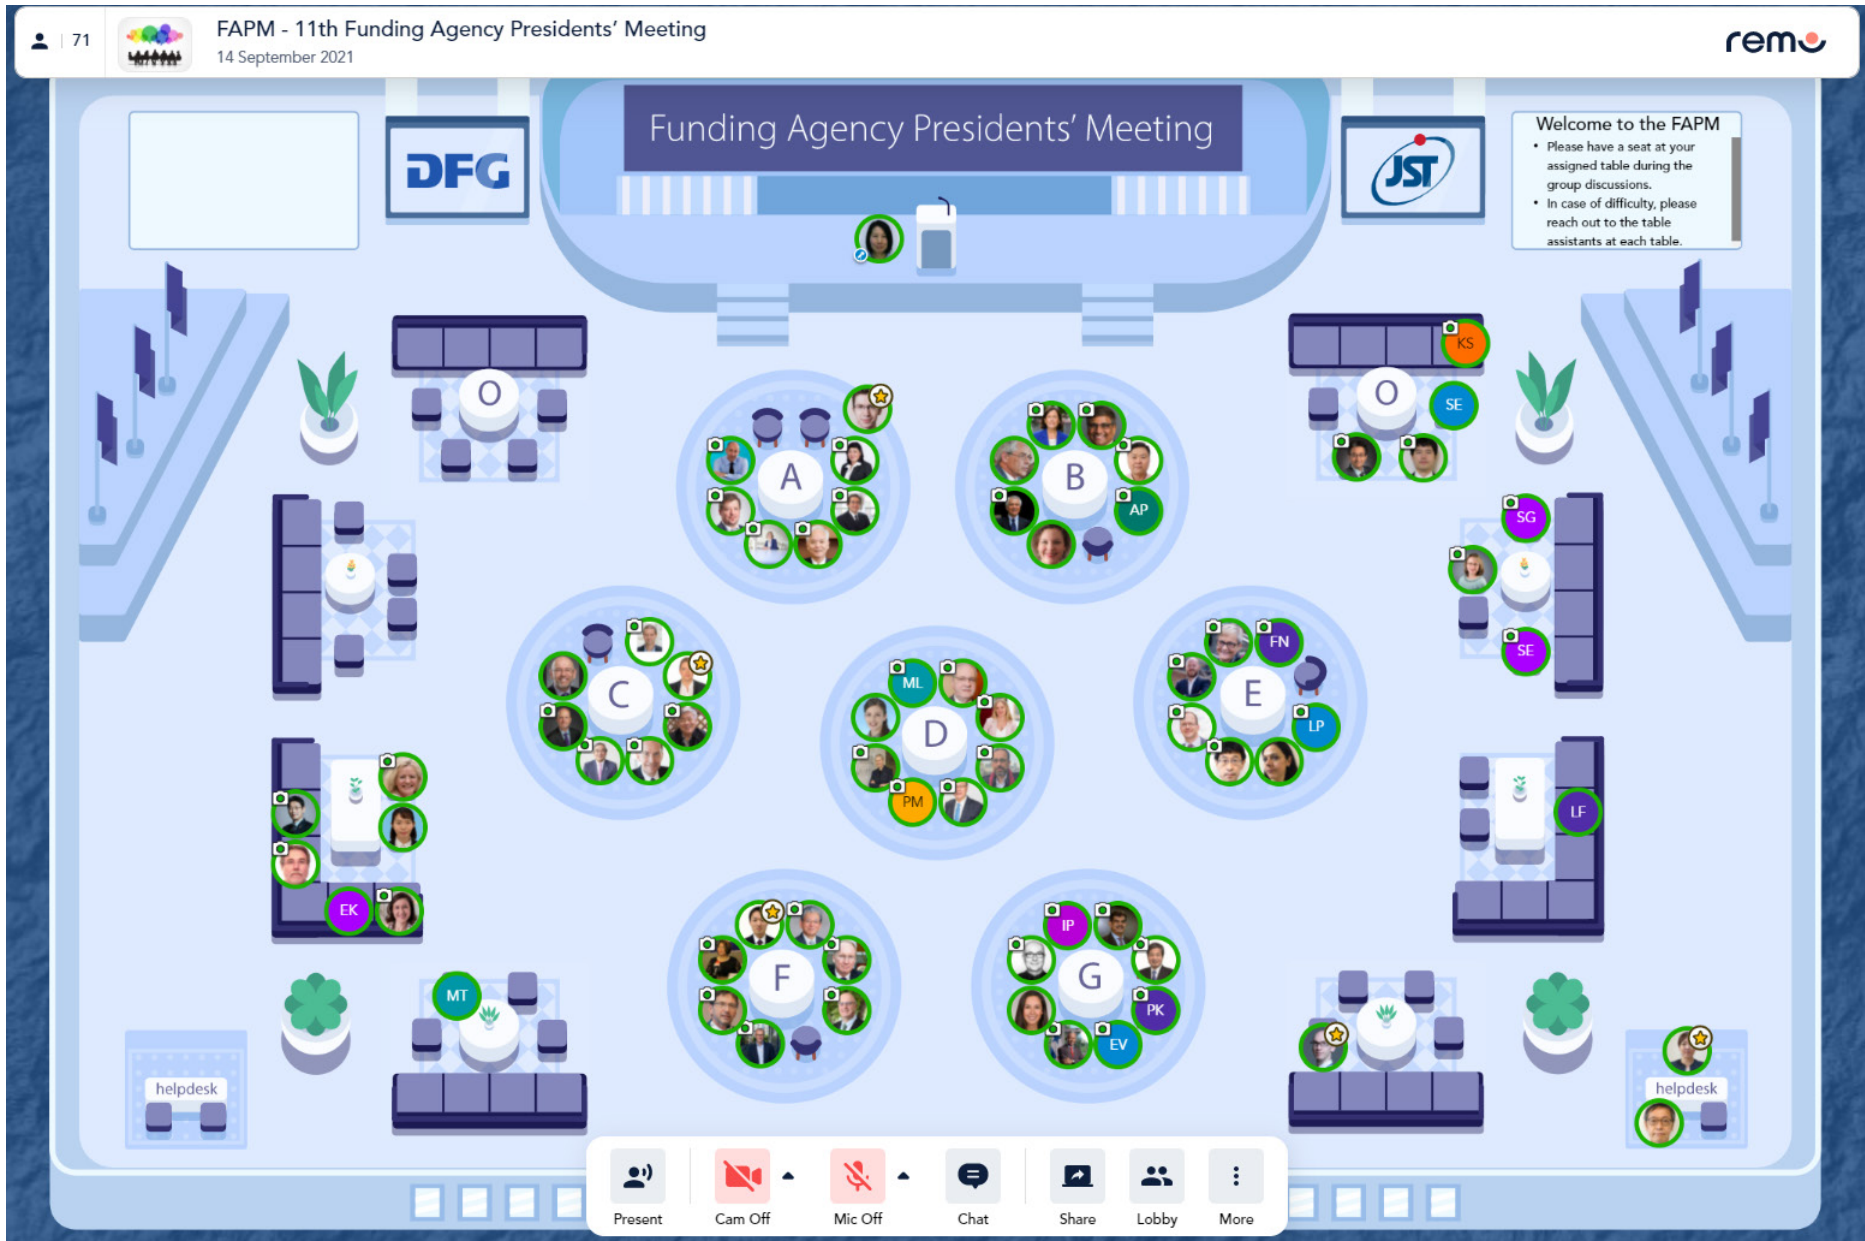 71
FAPM - 11th Funding Agency Presidents' Meeting
14 September 2021
remo
DFG
Funding Agency Presidents' Meeting
JST
Welcome to the FAPM
• Please have a seat at your
assigned table during the
group discussions.
• In case of difficulty, please
reach out to the table
assistants at each table.
KS
O
O
SE
A
B
AP
SG
SE
C
ML
D
PM
FN
E
LP
LF
EK
MT
F
IP
G
PK
EV
helpdesk
helpdesk
Present
Cam Off
Mic Off
Chat
Share
Lobby
More